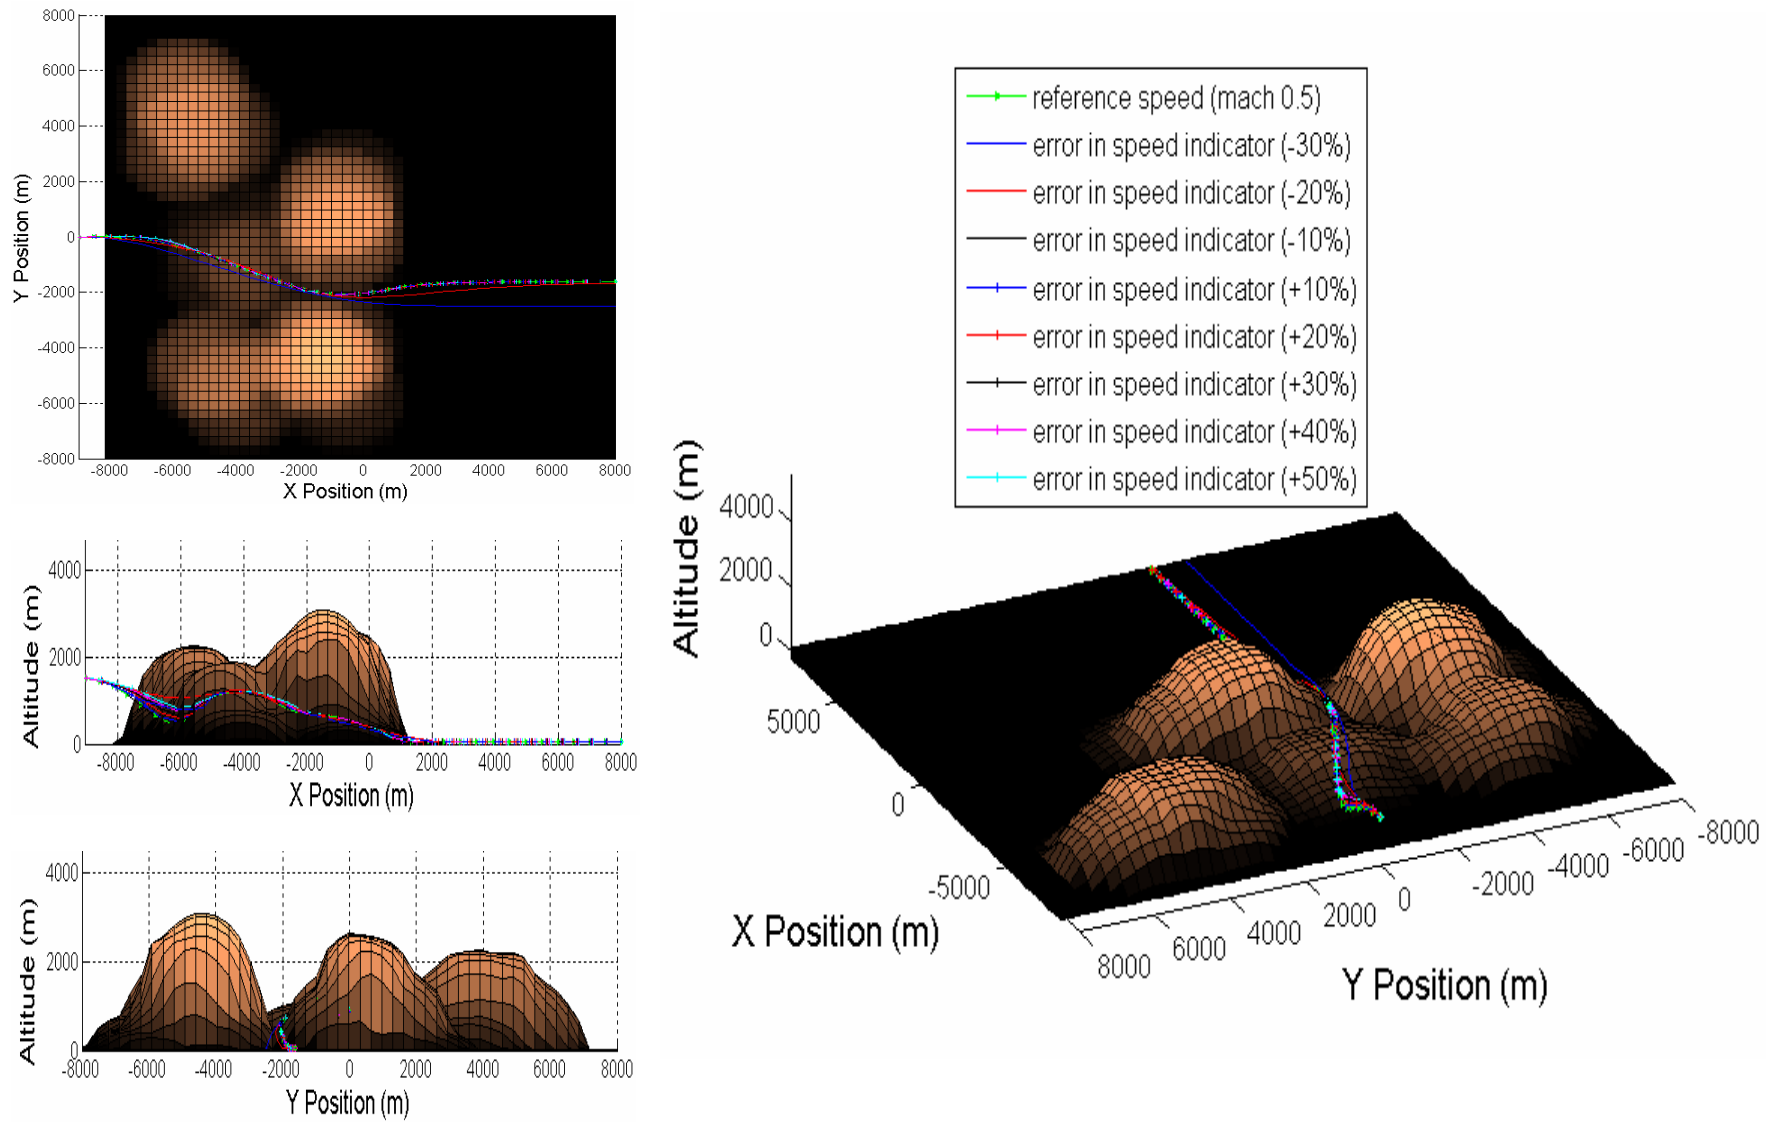 8000
6000
4000
2000
0
-2000
-4000
-6000
-8000
Y Position (m)
-8000 -6000 -4000 -2000 0 2000 4000 6000 8000
X Position (m)
4000
2000
0
Altitude (m)
-8000 -6000 -4000 -2000 0 2000 4000 6000 8000
X Position (m)
4000
2000
0
Altitude (m)
-8000 -6000 -4000 -2000 0 2000 4000 6000 8000
Y Position (m)
reference speed (mach 0.5)
error in speed indicator (-30%)
error in speed indicator (-20%)
error in speed indicator (-10%)
error in speed indicator (+10%)
error in speed indicator (+20%)
error in speed indicator (+30%)
error in speed indicator (+40%)
error in speed indicator (+50%)
4000
2000
0
Altitude (m)
5000
0
-5000
X Position (m)
8000 6000 4000 2000 0 -2000 -4000 -6000 -8000
Y Position (m)